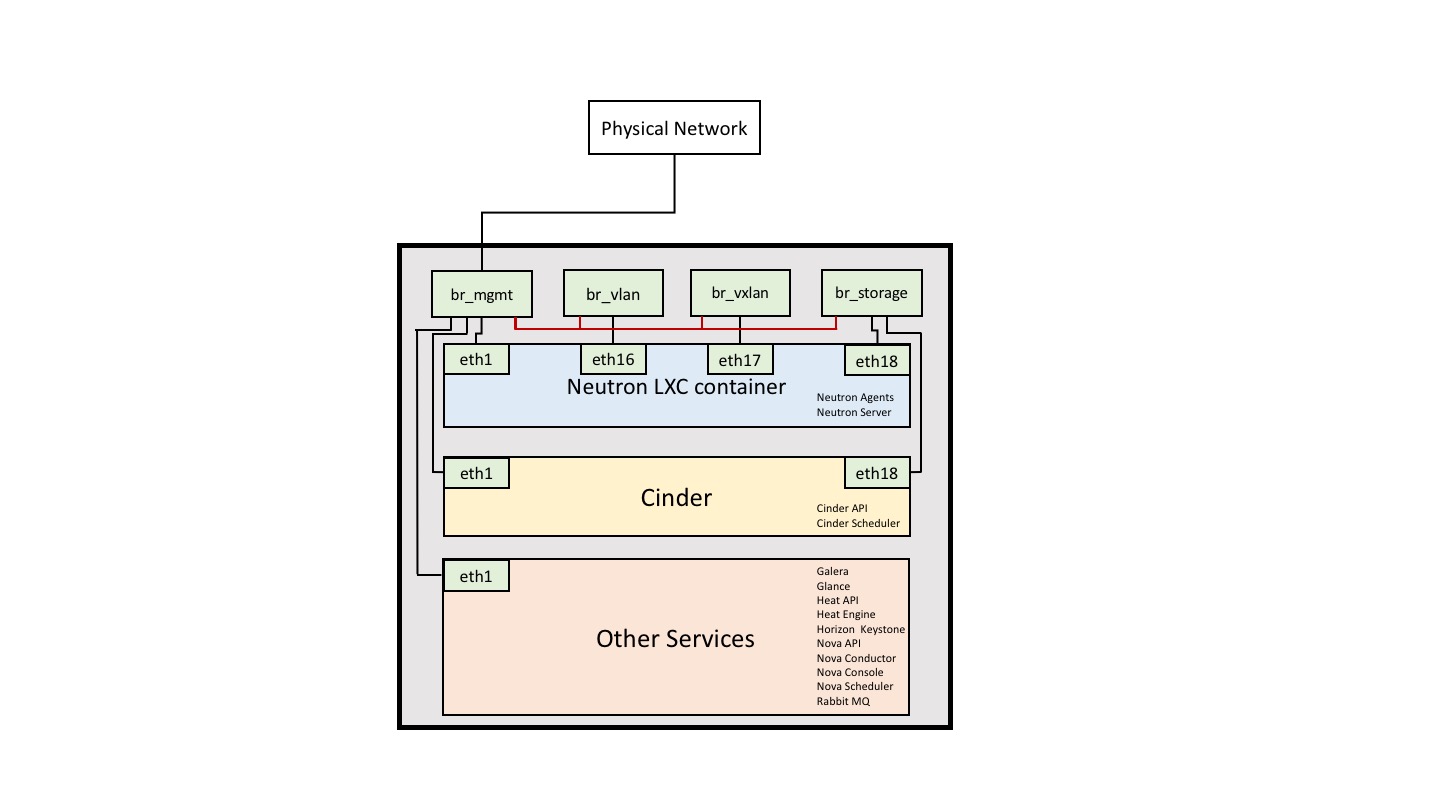 Physical Network
br_mgmt
br_vlan
br_vxlan
br_storage
eth1
eth16
eth17
eth18
Neutron LXC container
Neutron Agents
Neutron Server
eth1
eth18
Cinder
Cinder API
Cinder Scheduler
eth1
Other Services
Galera
Glance
Heat API
Heat Engine
Horizon  Keystone
Nova API
Nova Conductor
Nova Console
Nova Scheduler
Rabbit MQ